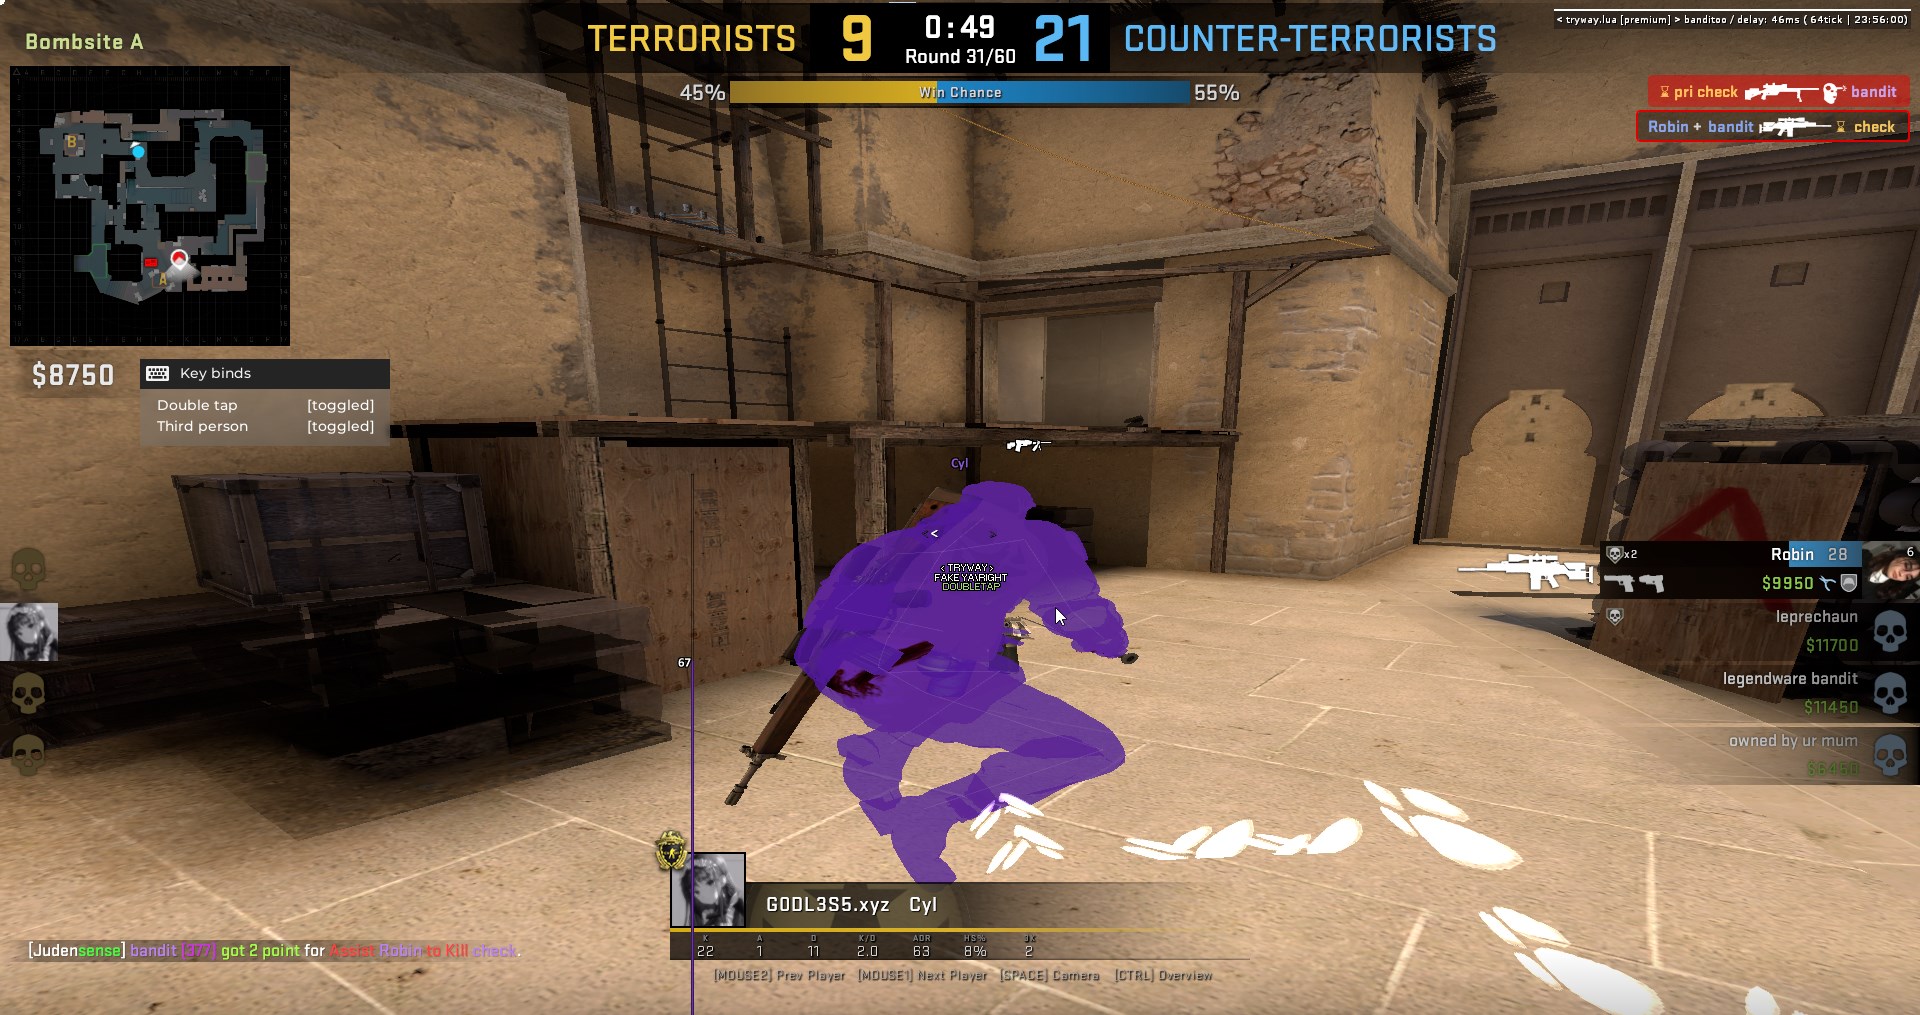 Bombsite A
TERRORISTS 9 0:49 21 COUNTER-TERRORISTS
Round 31/60
< tryway.lua [premium] > banditoo / delay: 46ms ( 64tick | 23:56:00)
45% Win Chance 55%
pri check bandit
Robin + bandit check
B
A
$8750
Key binds
Double tap [toggled]
Third person [toggled]
Cyl
< >
< TRYWAY >
FAKE YAW RIGHT
DOUBLETAP
x2 Robin 28 6
$9950
leprechaun
$11700
legendware bandit
$11450
owned by ur mum
67
GODL3S5.xyz Cyl
K A D K/D ADR HS%
22 1 11 2.0 63 8% 2
[Judensense] bandit [377] got 2 point for Assist Robin to Kill check.
[MOUSE2] Prev Player [MOUSE1] Next Player [SPACE] Camera [CTRL] Overview